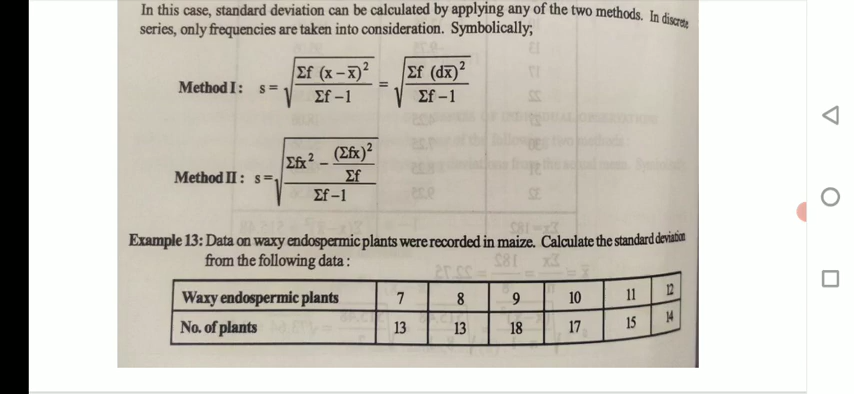 In this case, standard deviation can be calculated by applying any of the two methods. In discrete
series, only frequencies are taken into consideration. Symbolically;
Method I: s = √(Σf (x – x̅)² / Σf –1) = √(Σf (dx̅)² / Σf –1)
Method II: s = √((Σfx² – (Σfx)² / Σf) / Σf–1)
Example 13: Data on waxy endospermic plants were recorded in maize. Calculate the standard deviation
from the following data :
Waxy endospermic plants 7 8 9 10 11 12
No. of plants 13 13 18 17 15 14